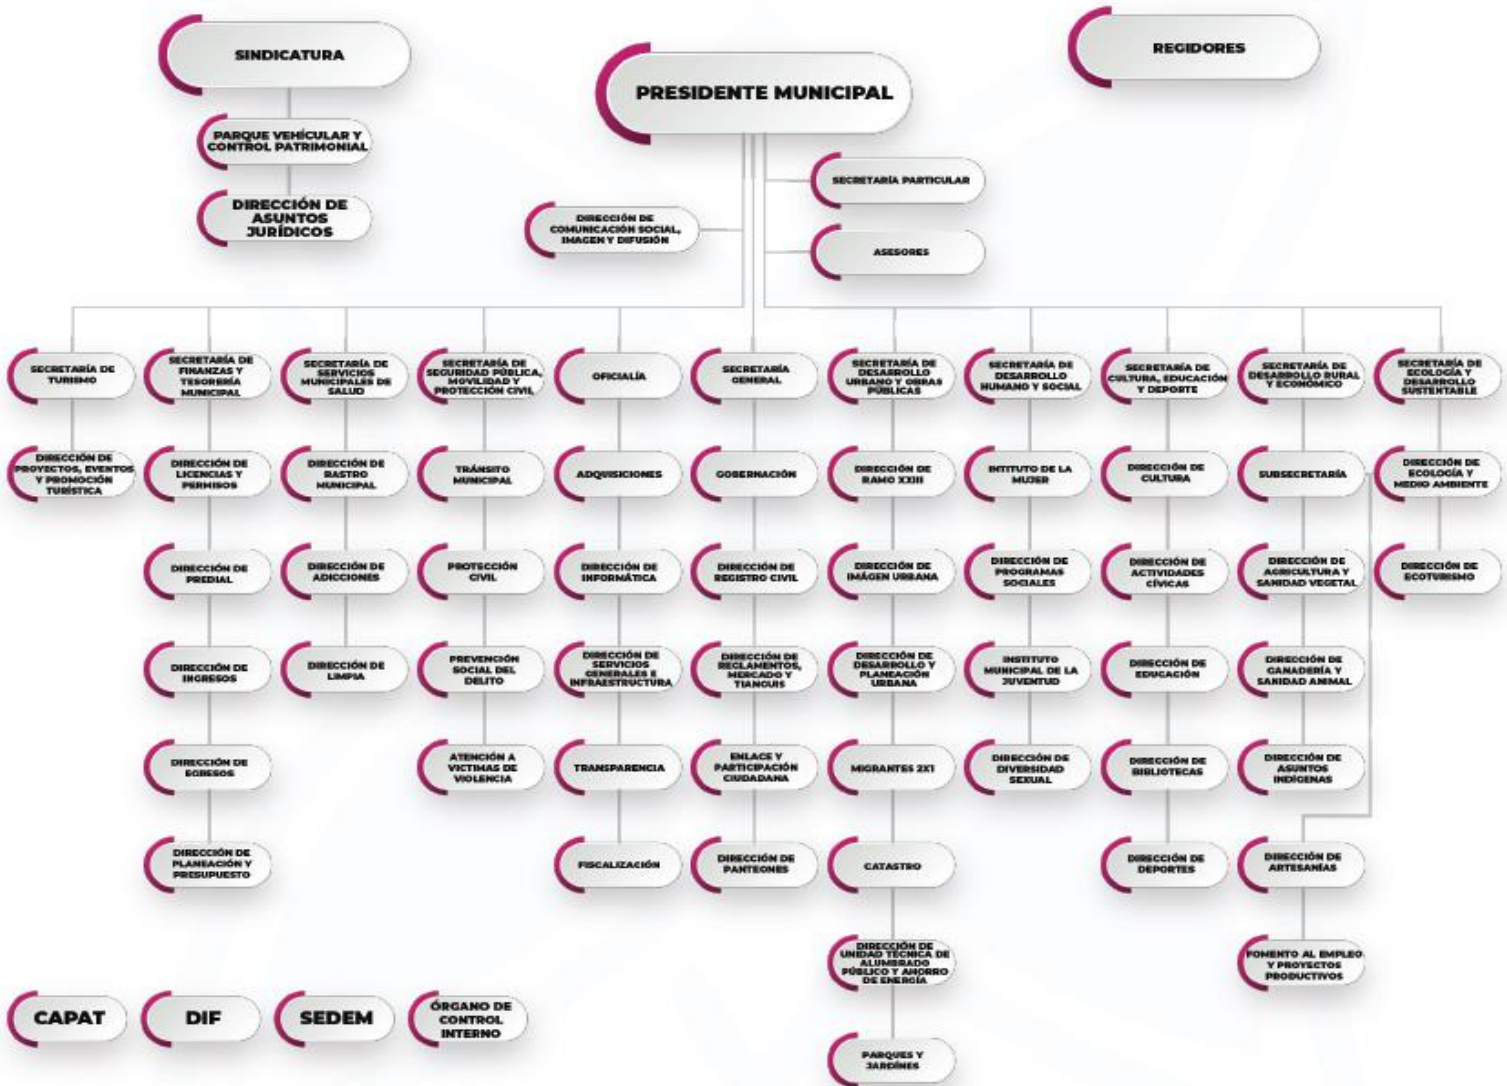 SINDICATURA
REGIDORES
PRESIDENTE MUNICIPAL
PARQUE VEHÍCULAR Y
CONTROL PATRIMONIAL
DIRECCIÓN DE
ASUNTOS
JURÍDICOS
SECRETARÍA PARTICULAR
DIRECCIÓN DE
COMUNICACIÓN SOCIAL,
IMAGEN Y DIFUSIÓN
ASESORES
SECRETARÍA DE
TURISMO
SECRETARÍA DE
FINANZAS Y
TESORERÍA
MUNICIPAL
SECRETARÍA DE
SERVICIOS
MUNICIPALES DE
SALUD
SECRETARÍA DE
SEGURIDAD PÚBLICA,
MOVILIDAD Y
PROTECCIÓN CIVIL
OFICIALÍA
SECRETARÍA
GENERAL
SECRETARÍA DE
DESARROLLO
URBANO Y OBRAS
PÚBLICAS
SECRETARÍA DE
DESARROLLO
HUMANO Y SOCIAL
SECRETARÍA DE
CULTURA, EDUCACIÓN
Y DEPORTE
SECRETARÍA DE
DESARROLLO RURAL
Y ECONÓMICO
SECRETARÍA DE
ECOLOGÍA Y
DESARROLLO
SUSTENTABLE
DIRECCIÓN DE
PROYECTOS, EVENTOS
Y PROMOCIÓN
TURÍSTICA
DIRECCIÓN DE
LICENCIAS Y
PERMISOS
DIRECCIÓN DE
RASTRO
MUNICIPAL
TRÁNSITO
MUNICIPAL
ADQUISICIONES
GOBERNACIÓN
DIRECCIÓN DE
RAMO XXIII
INTITUTO DE LA
MUJER
DIRECCIÓN DE
CULTURA
SUBSECRETARÍA
DIRECCIÓN DE
ECOLOGÍA Y
MEDIO AMBIENTE
DIRECCIÓN DE
PREDIAL
DIRECCIÓN DE
ADICCIONES
PROTECCIÓN
CIVIL
DIRECCIÓN DE
INFORMÁTICA
DIRECCIÓN DE
REGISTRO CIVIL
DIRECCIÓN DE
IMÁGEN URBANA
DIRECCIÓN DE
PROGRAMAS
SOCIALES
DIRECCIÓN DE
ACTIVIDADES
CÍVICAS
DIRECCIÓN DE
AGRICULTURA Y
SANIDAD VEGETAL
DIRECCIÓN DE
ECOTURISMO
DIRECCIÓN DE
INGRESOS
DIRECCIÓN DE
LIMPIA
PREVENCIÓN
SOCIAL DEL
DELITO
DIRECCIÓN DE
SERVICIOS
GENERALES E
INFRAESTRUCTURA
DIRECCIÓN DE
REGLAMENTOS,
MERCADO Y
TIANGUIS
DIRECCIÓN DE
DESARROLLO Y
PLANEACIÓN
URBANA
INSTITUTO
MUNICIPAL DE LA
JUVENTUD
DIRECCIÓN DE
EDUCACIÓN
DIRECCIÓN DE
GANADERÍA Y
SANIDAD ANIMAL
DIRECCIÓN DE
EGRESOS
ATENCIÓN A
VICTIMAS DE
VIOLENCIA
TRANSPARENCIA
ENLACE Y
PARTICIPACIÓN
CIUDADANA
MIGRANTES 2X1
DIRECCIÓN DE
DIVERSIDAD
SEXUAL
DIRECCIÓN DE
BIBLIOTECAS
DIRECCIÓN DE
ASUNTOS
INDÍGENAS
DIRECCIÓN DE
PLANEACIÓN Y
PRESUPUESTO
FISCALIZACIÓN
DIRECCIÓN DE
PANTEONES
CATASTRO
DIRECCIÓN DE
DEPORTES
DIRECCIÓN DE
ARTESANÍAS
DIRECCIÓN DE
UNIDAD TÉCNICA DE
ALUMBRADO
PÚBLICO Y AHORRO
DE ENERGÍA
FOMENTO AL EMPLEO
Y PROYECTOS
PRODUCTIVOS
CAPAT
DIF
SEDEM
ÓRGANO DE
CONTROL
INTERNO
PARQUES Y
JARDÍNES